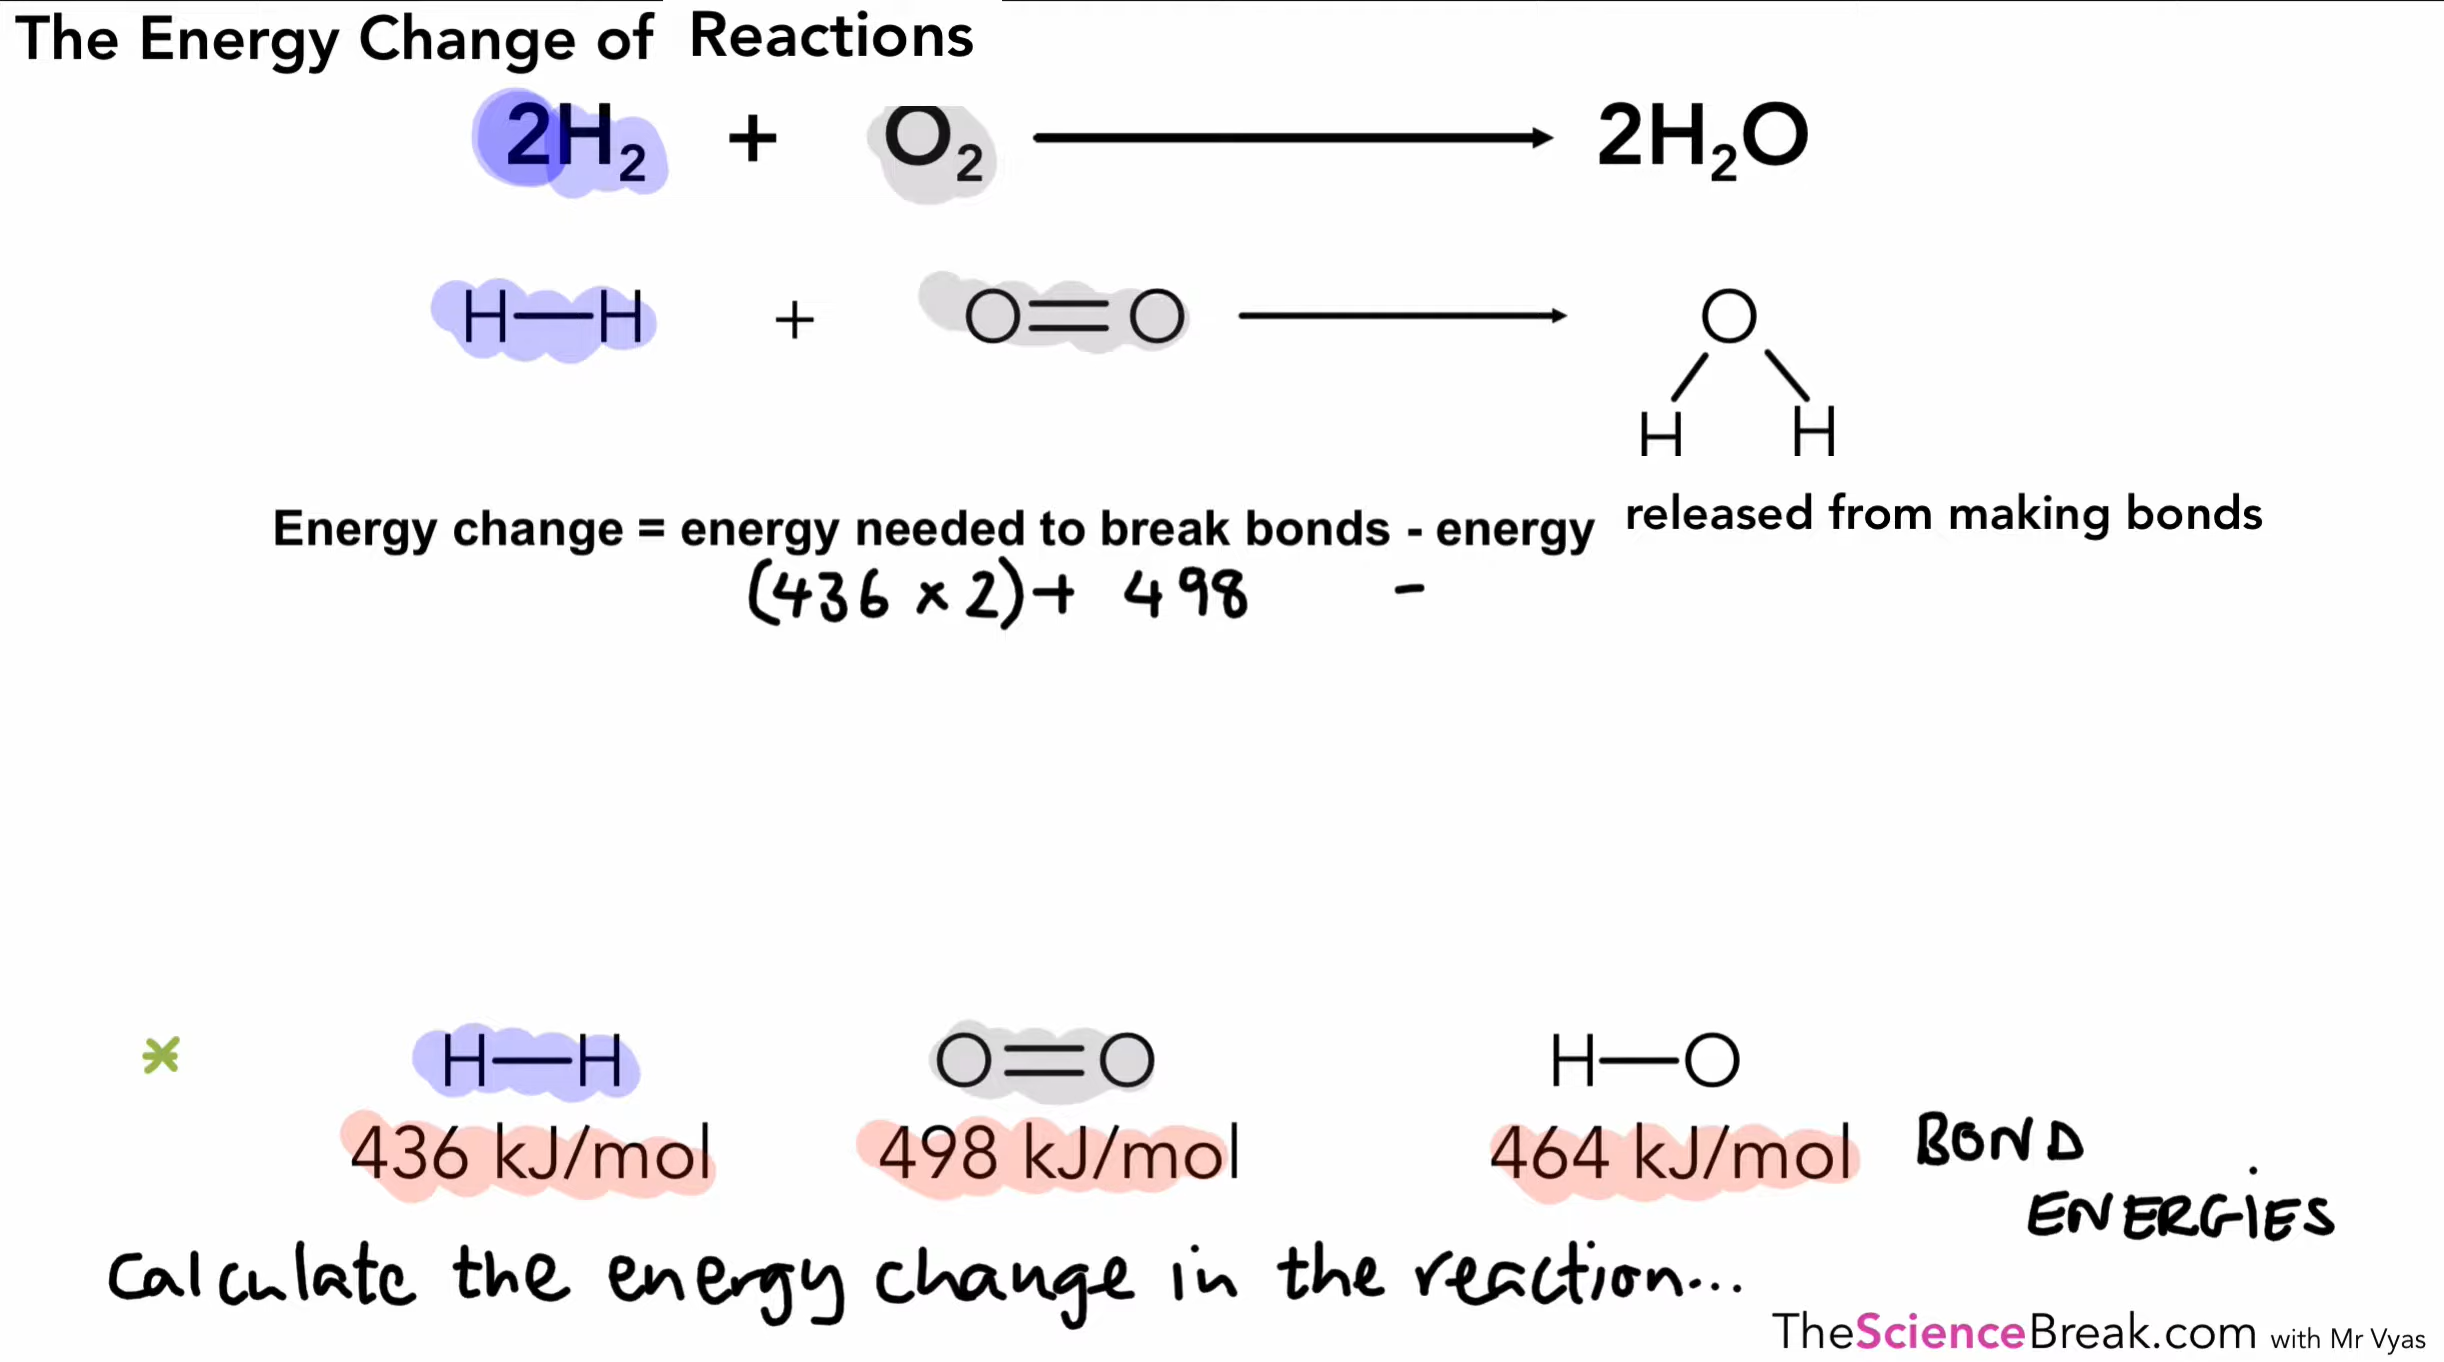 The Energy Change of Reactions
2H₂ + O₂ → 2H₂O
H—H + O=O → O
H H
Energy change = energy needed to break bonds - energy released from making bonds
(436 × 2) + 498 -
H—H O=O H—O
436 kJ/mol 498 kJ/mol 464 kJ/mol BOND
ENERGIES
Calculate the energy change in the reaction...
TheScienceBreak.com with Mr Vyas